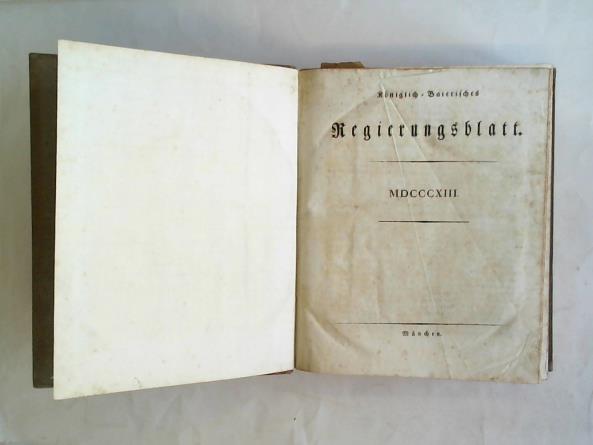 Königlich-Baierisches
Regierungsblatt.
MDCCCXIII.
München.